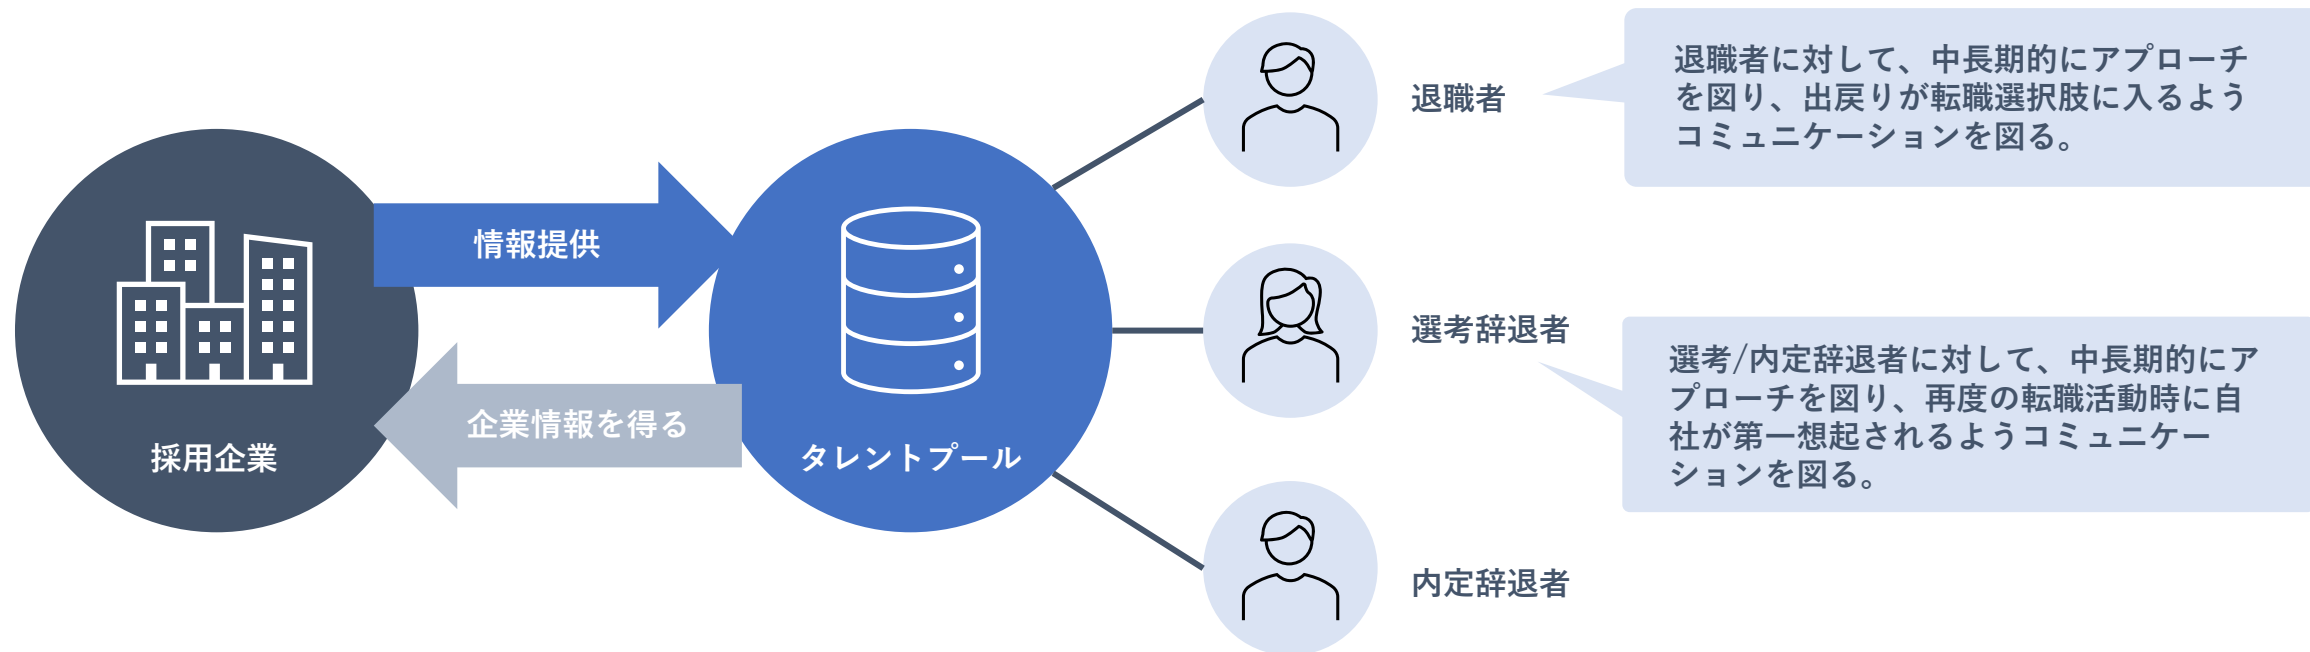 採用企業
情報提供
企業情報を得る
タレントプール
退職者
退職者に対して、中長期的にアプローチ
を図り、出戻りが転職選択肢に入るよう
コミュニケーションを図る。
選考辞退者
選考/内定辞退者に対して、中長期的にア
プローチを図り、再度の転職活動時に自
社が第一想起されるようコミュニケー
ションを図る。
内定辞退者